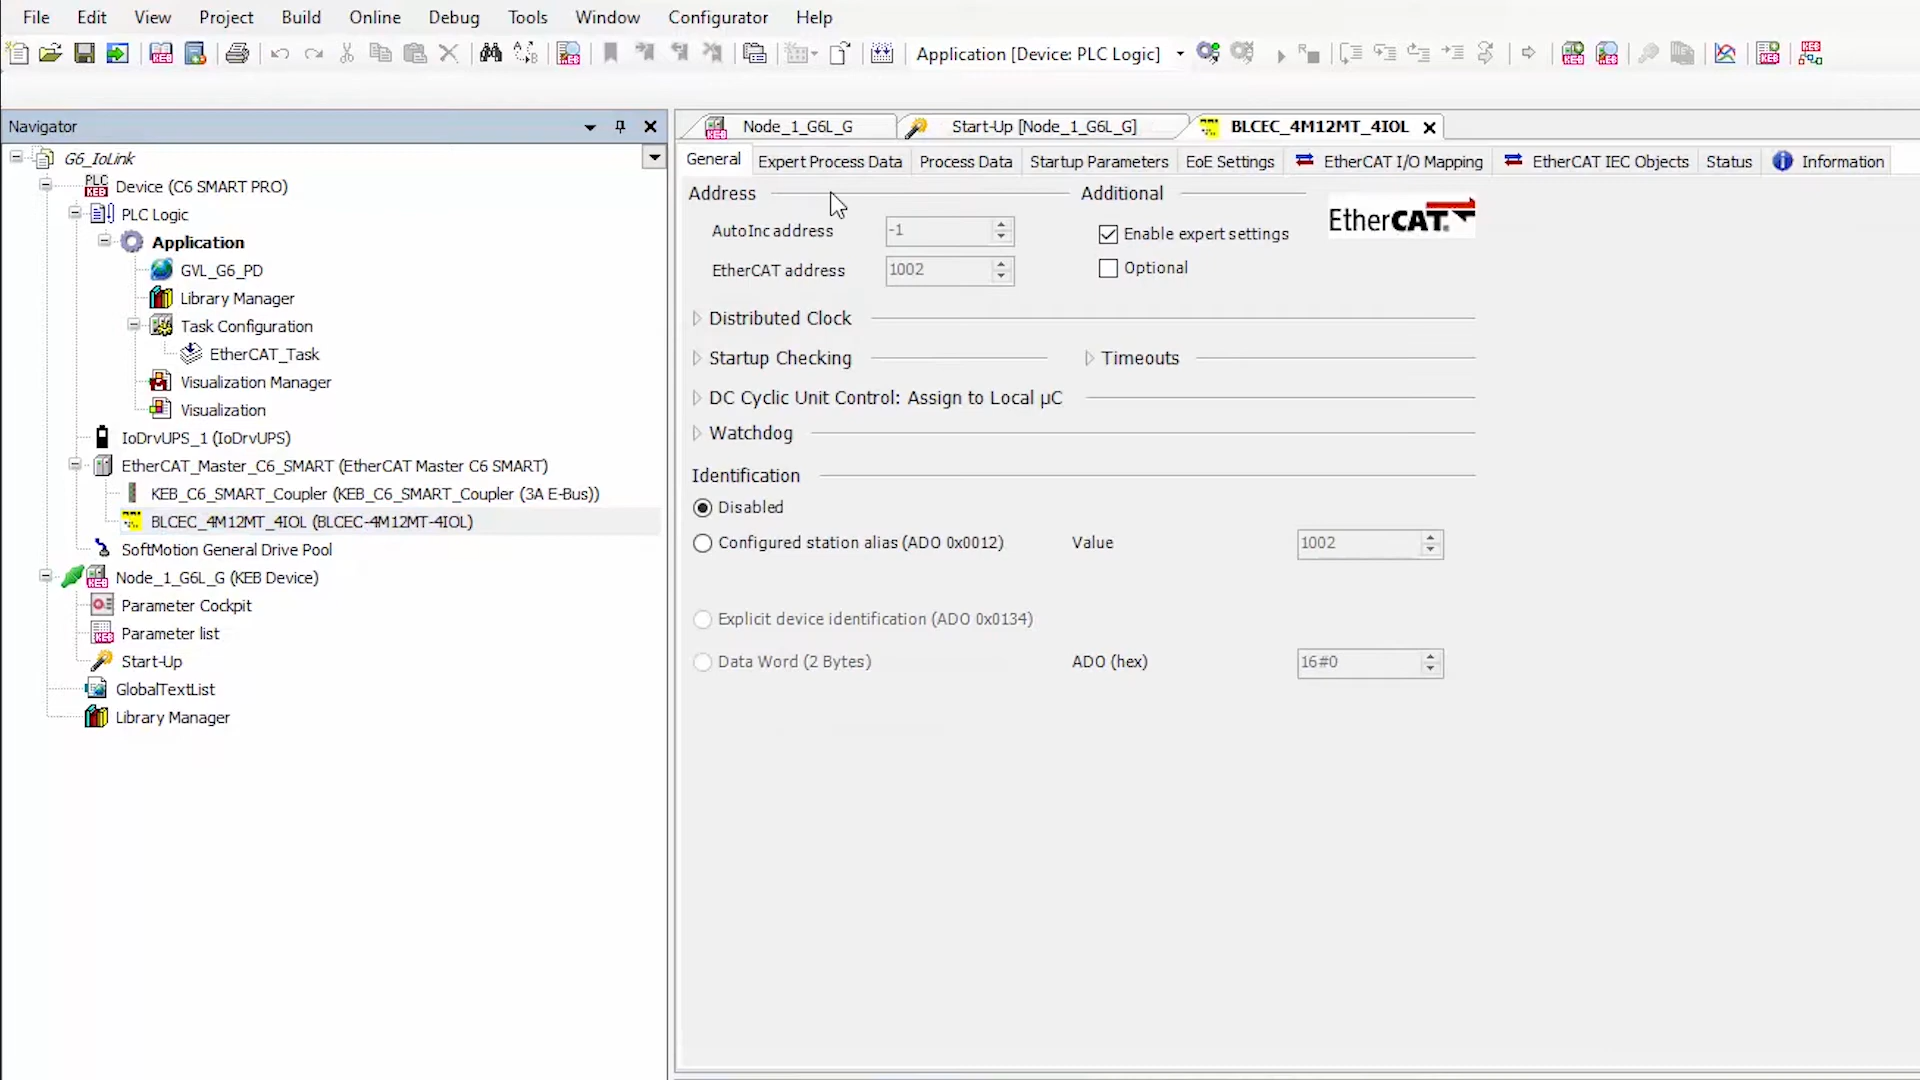 File Edit View Project Build Online Debug Tools Window Configurator Help
Application [Device: PLC Logic]
Navigator
G6_IoLink
PLC KEB Device (C6 SMART PRO)
PLC Logic
Application
GVL_G6_PD
Library Manager
Task Configuration
EtherCAT_Task
Visualization Manager
Visualization
IoDrvUPS_1 (IoDrvUPS)
EtherCAT_Master_C6_SMART (EtherCAT Master C6 SMART)
KEB_C6_SMART_Coupler (KEB_C6_SMART_Coupler (3A E-Bus))
BLCEC_4M12MT_4IOL (BLCEC-4M12MT-4IOL)
SoftMotion General Drive Pool
Node_1_G6L_G (KEB Device)
Parameter Cockpit
Parameter list
Start-Up
GlobalTextList
Library Manager
Node_1_G6L_G Start-Up [Node_1_G6L_G] BLCEC_4M12MT_4IOL
General Expert Process Data Process Data Startup Parameters EoE Settings EtherCAT I/O Mapping EtherCAT IEC Objects Status Information
Address Additional
AutoInc address -1 Enable expert settings EtherCAT
EtherCAT address 1002 Optional
Distributed Clock
Startup Checking Timeouts
DC Cyclic Unit Control: Assign to Local µC
Watchdog
Identification
Disabled
Configured station alias (ADO 0x0012) Value 1002
Explicit device identification (ADO 0x0134)
Data Word (2 Bytes) ADO (hex) 16#0